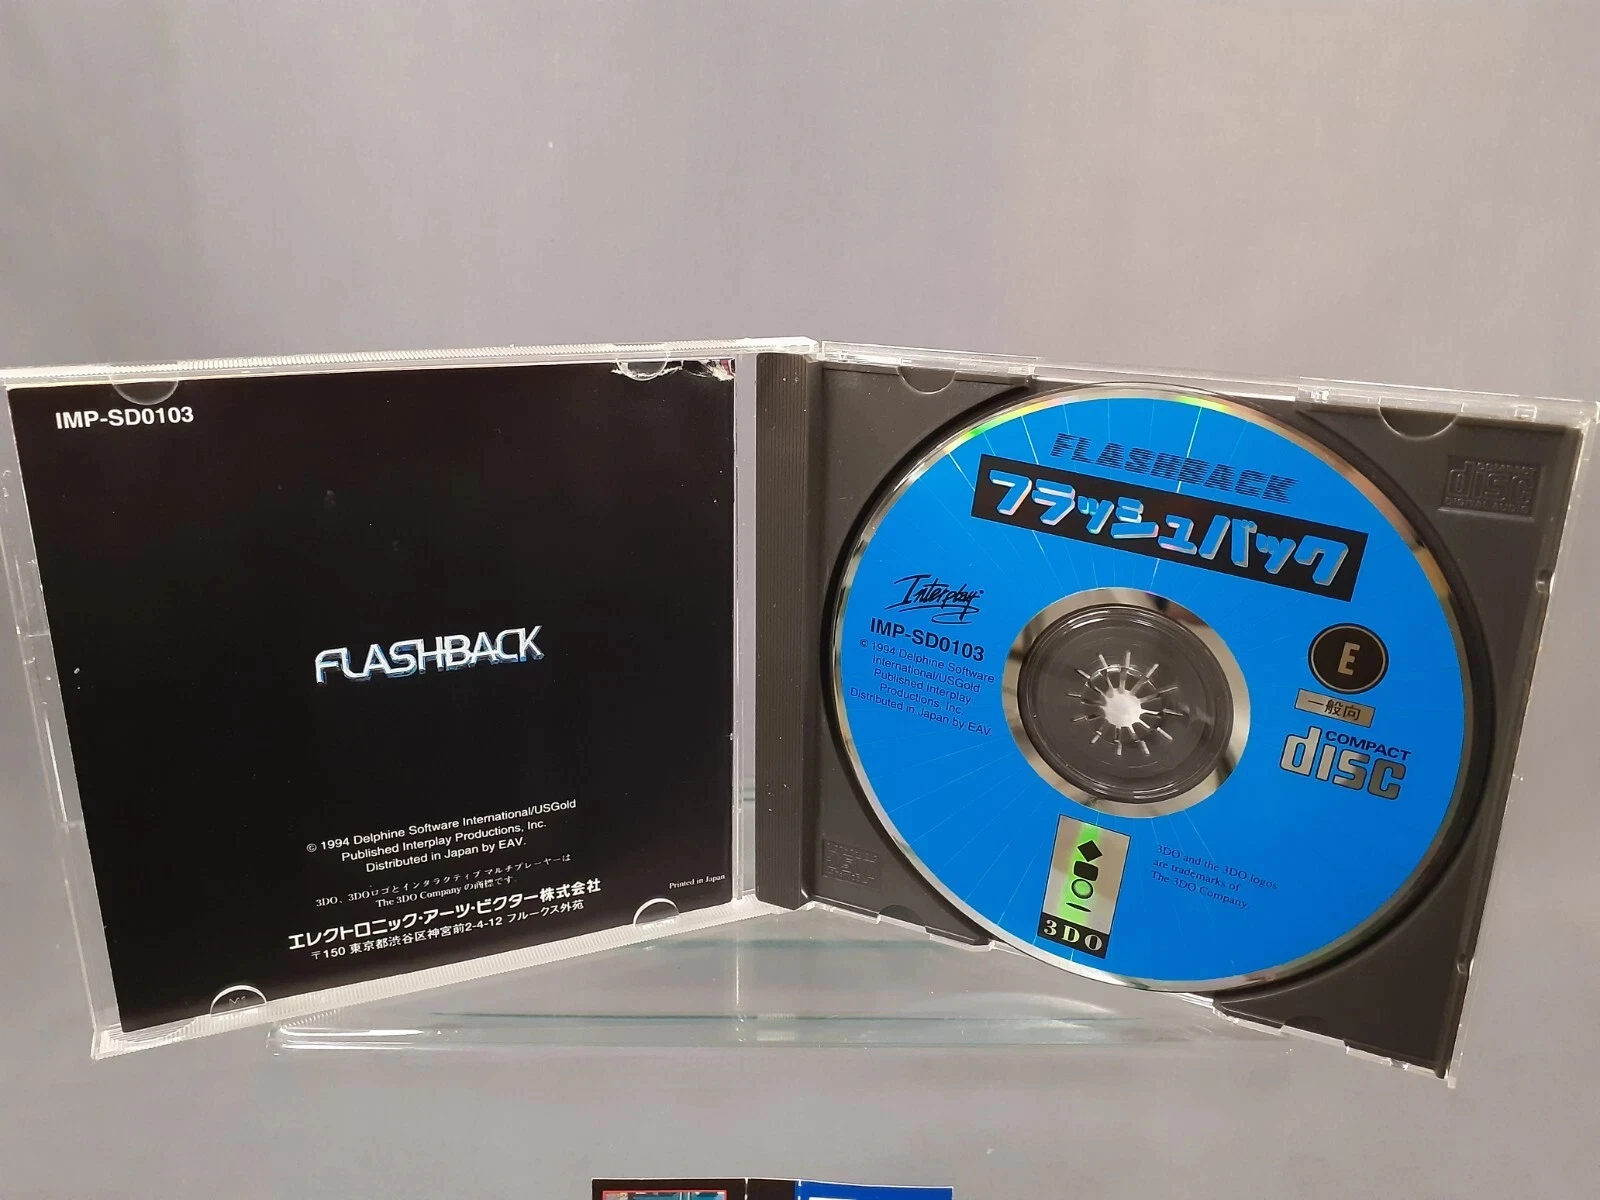 IMP-SD0103
FLASHBACK
© 1994 Delphine Software International/USGold
Published Interplay Productions, Inc.
Distributed in Japan by EAV.
3DO、3DOロゴとインタラクティブ マルチプレーヤーは
The 3DO Company の商標です。
エレクトロニック・アーツ・ビクター株式会社
〒150 東京都渋谷区神宮前2-4-12 フルークス外苑
Printed in Japan
FLASHBACK
フラッシュバック
Interplay
IMP-SD0103
© 1994 Delphine Software
International/USGold
Published Interplay
Productions, Inc.
Distributed in Japan by EAV.
E
一般向
COMPACT
disc
3DO
3DO and the 3DO logos
are trademarks of
The 3DO Company.
COMPACT
disc
DIGITAL AUDIO